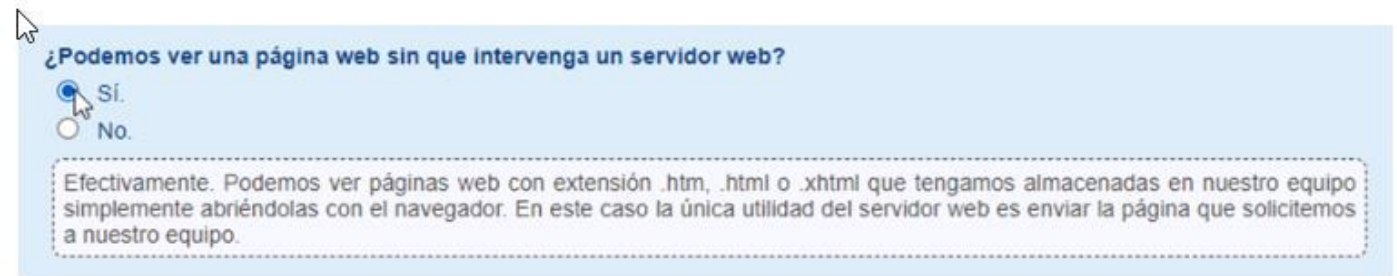 ¿Podemos ver una página web sin que intervenga un servidor web?
Sí.
No.
Efectivamente. Podemos ver páginas web con extensión .htm, .html o .xhtml que tengamos almacenadas en nuestro equipo
simplemente abriéndolas con el navegador. En este caso la única utilidad del servidor web es enviar la página que solicitemos
a nuestro equipo.